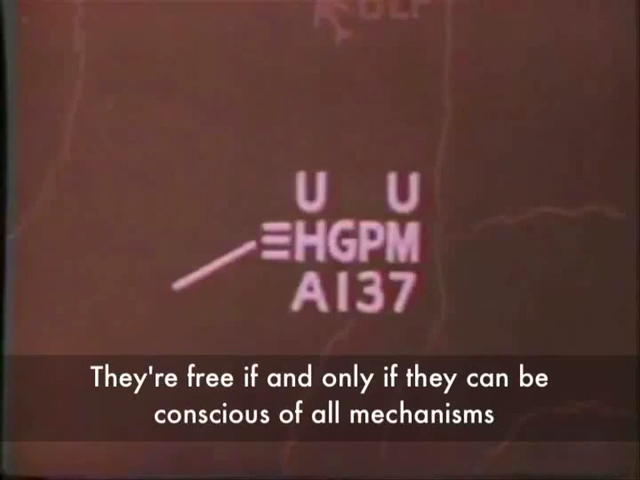 U U
≡HGPM
A137
They're free if and only if they can be
conscious of all mechanisms